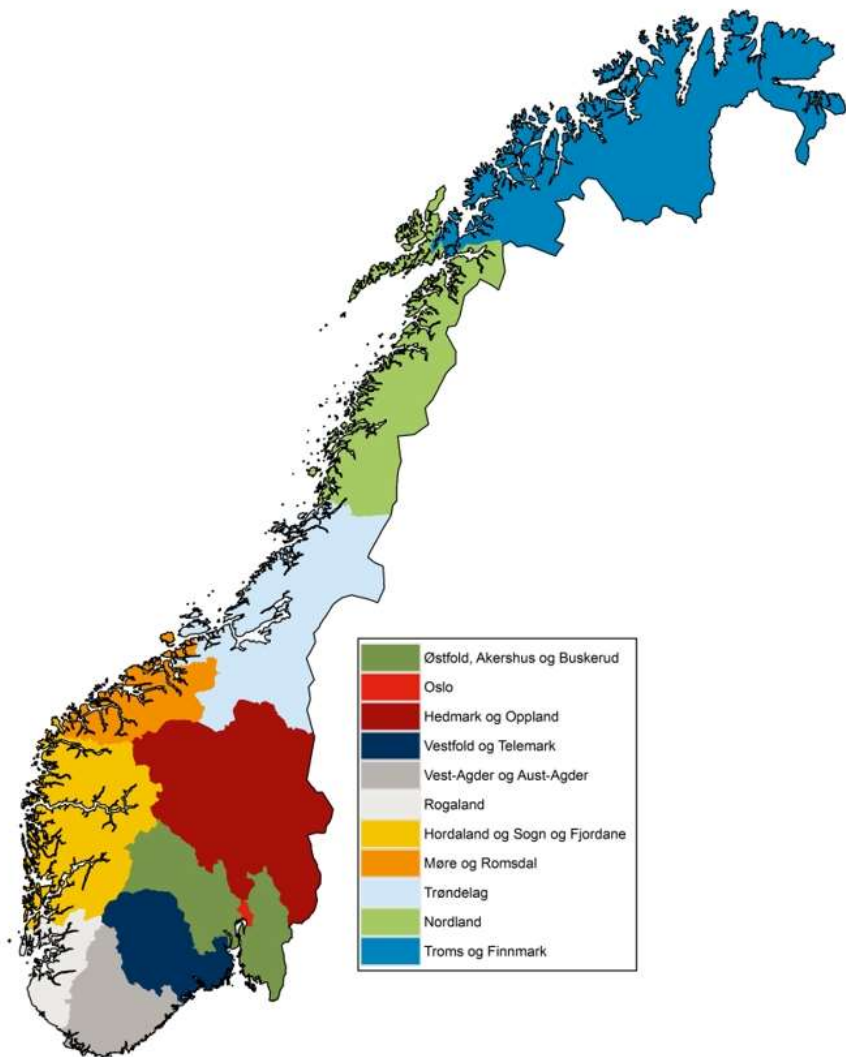 Østfold, Akershus og Buskerud
Oslo
Hedmark og Oppland
Vestfold og Telemark
Vest-Agder og Aust-Agder
Rogaland
Hordaland og Sogn og Fjordane
Møre og Romsdal
Trøndelag
Nordland
Troms og Finnmark